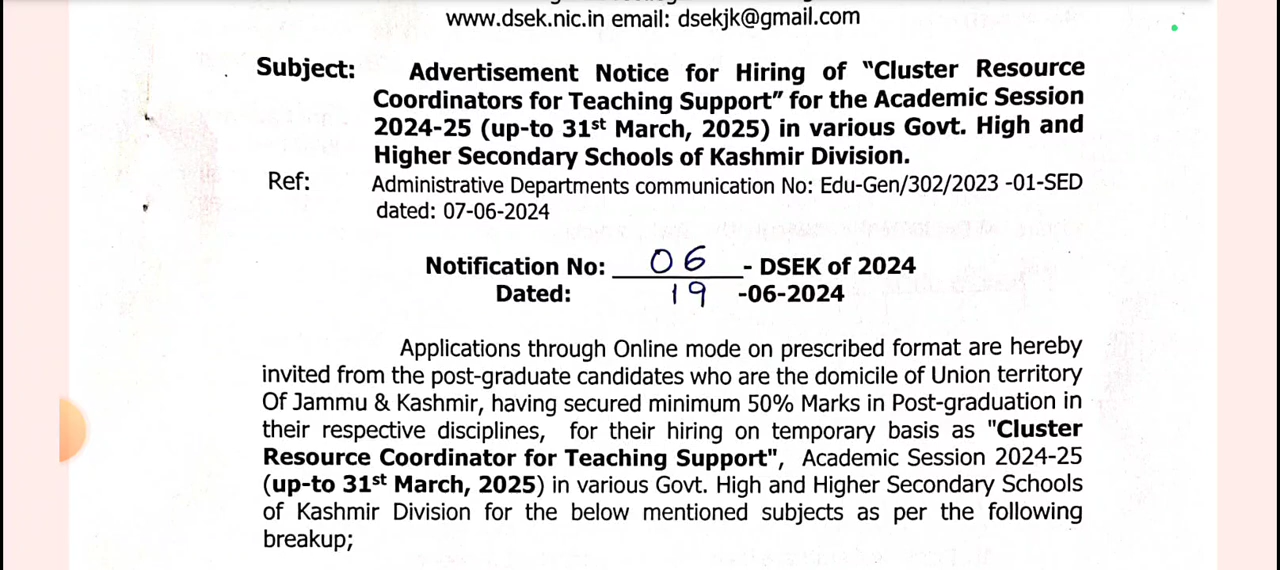 www.dsek.nic.in email: dsekjk@gmail.com
Subject: Advertisement Notice for Hiring of "Cluster Resource
Coordinators for Teaching Support" for the Academic Session
2024-25 (up-to 31st March, 2025) in various Govt. High and
Higher Secondary Schools of Kashmir Division.
Ref: Administrative Departments communication No: Edu-Gen/302/2023 -01-SED
dated: 07-06-2024
Notification No: 06 - DSEK of 2024
Dated: 19 -06-2024
Applications through Online mode on prescribed format are hereby
invited from the post-graduate candidates who are the domicile of Union territory
Of Jammu & Kashmir, having secured minimum 50% Marks in Post-graduation in
their respective disciplines, for their hiring on temporary basis as "Cluster
Resource Coordinator for Teaching Support", Academic Session 2024-25
(up-to 31st March, 2025) in various Govt. High and Higher Secondary Schools
of Kashmir Division for the below mentioned subjects as per the following
breakup;